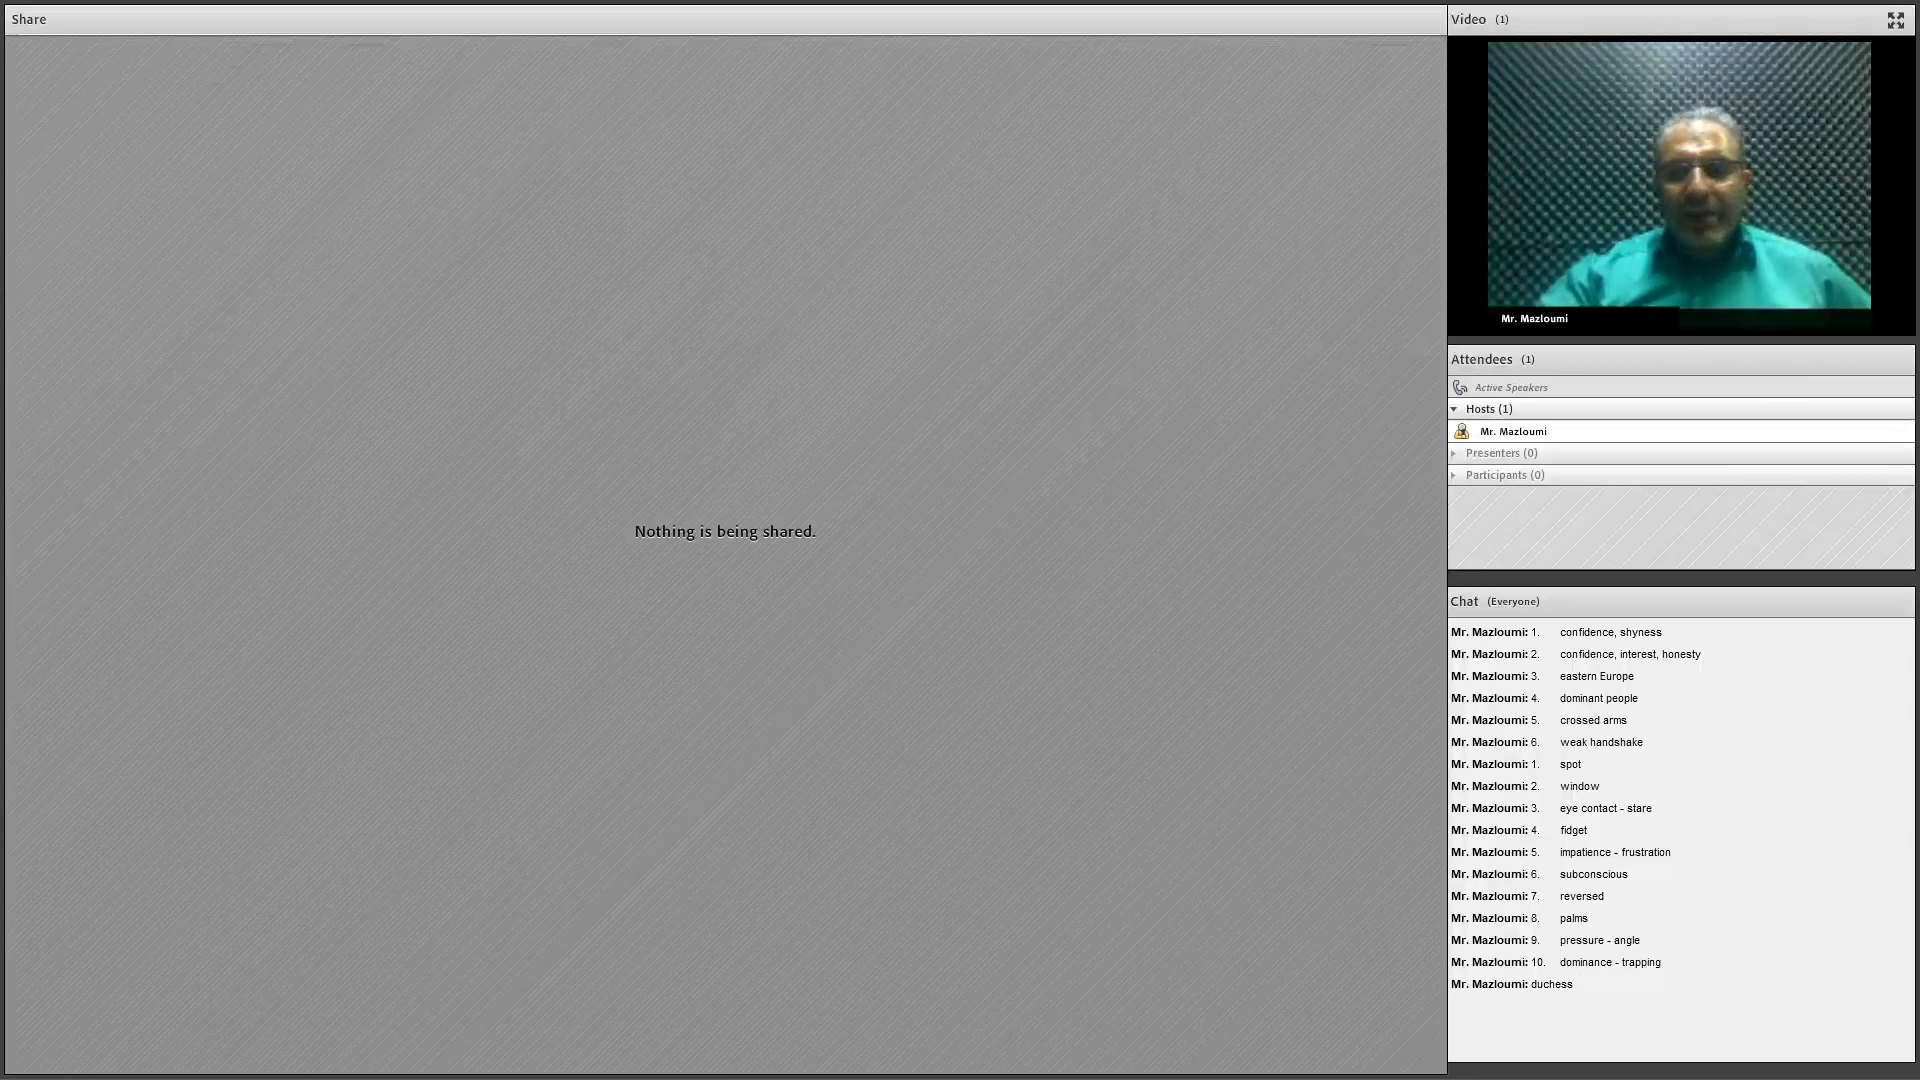 Share
Nothing is being shared.
Video (1)
Mr. Mazloumi
Attendees (1)
Active Speakers
Hosts (1)
Mr. Mazloumi
Presenters (0)
Participants (0)
Chat (Everyone)
Mr. Mazloumi: 1. confidence, shyness
Mr. Mazloumi: 2. confidence, interest, honesty
Mr. Mazloumi: 3. eastern Europe
Mr. Mazloumi: 4. dominant people
Mr. Mazloumi: 5. crossed arms
Mr. Mazloumi: 6. weak handshake
Mr. Mazloumi: 1. spot
Mr. Mazloumi: 2. window
Mr. Mazloumi: 3. eye contact - stare
Mr. Mazloumi: 4. fidget
Mr. Mazloumi: 5. impatience - frustration
Mr. Mazloumi: 6. subconscious
Mr. Mazloumi: 7. reversed
Mr. Mazloumi: 8. palms
Mr. Mazloumi: 9. pressure - angle
Mr. Mazloumi: 10. dominance - trapping
Mr. Mazloumi: duchess